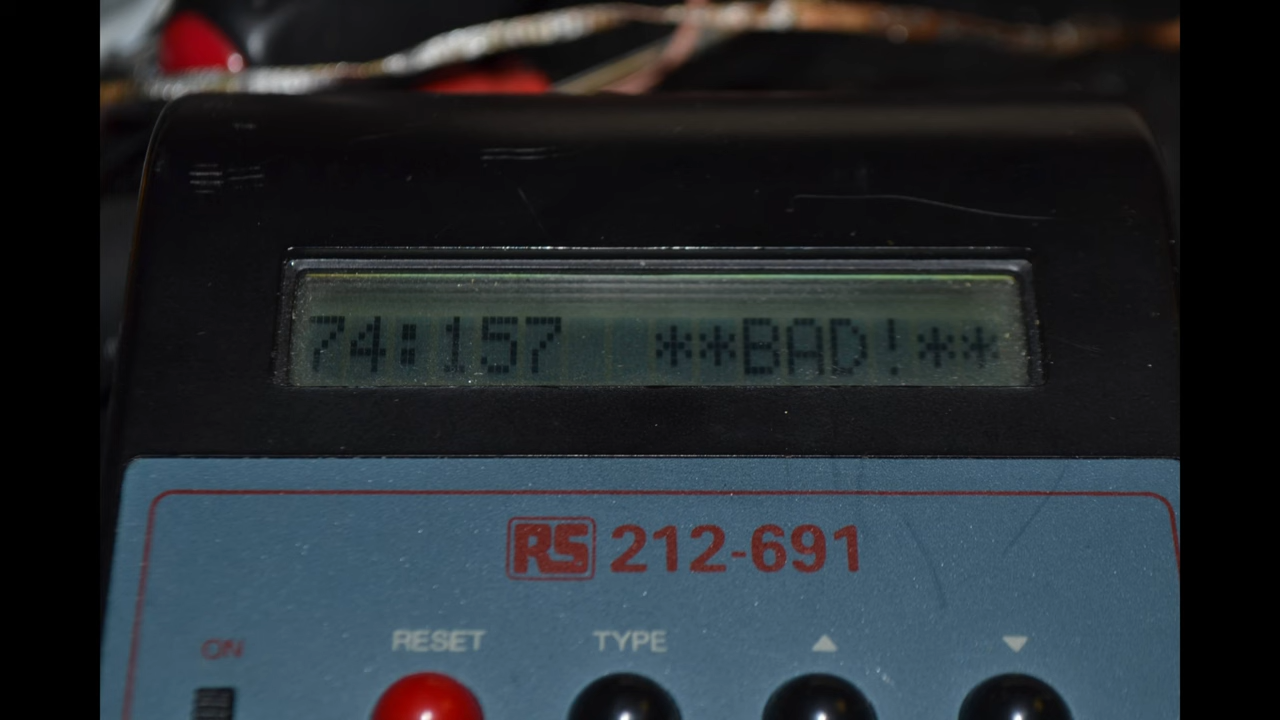 74:157 **BAD!**
RS 212-691
ON RESET TYPE ▲ ▼